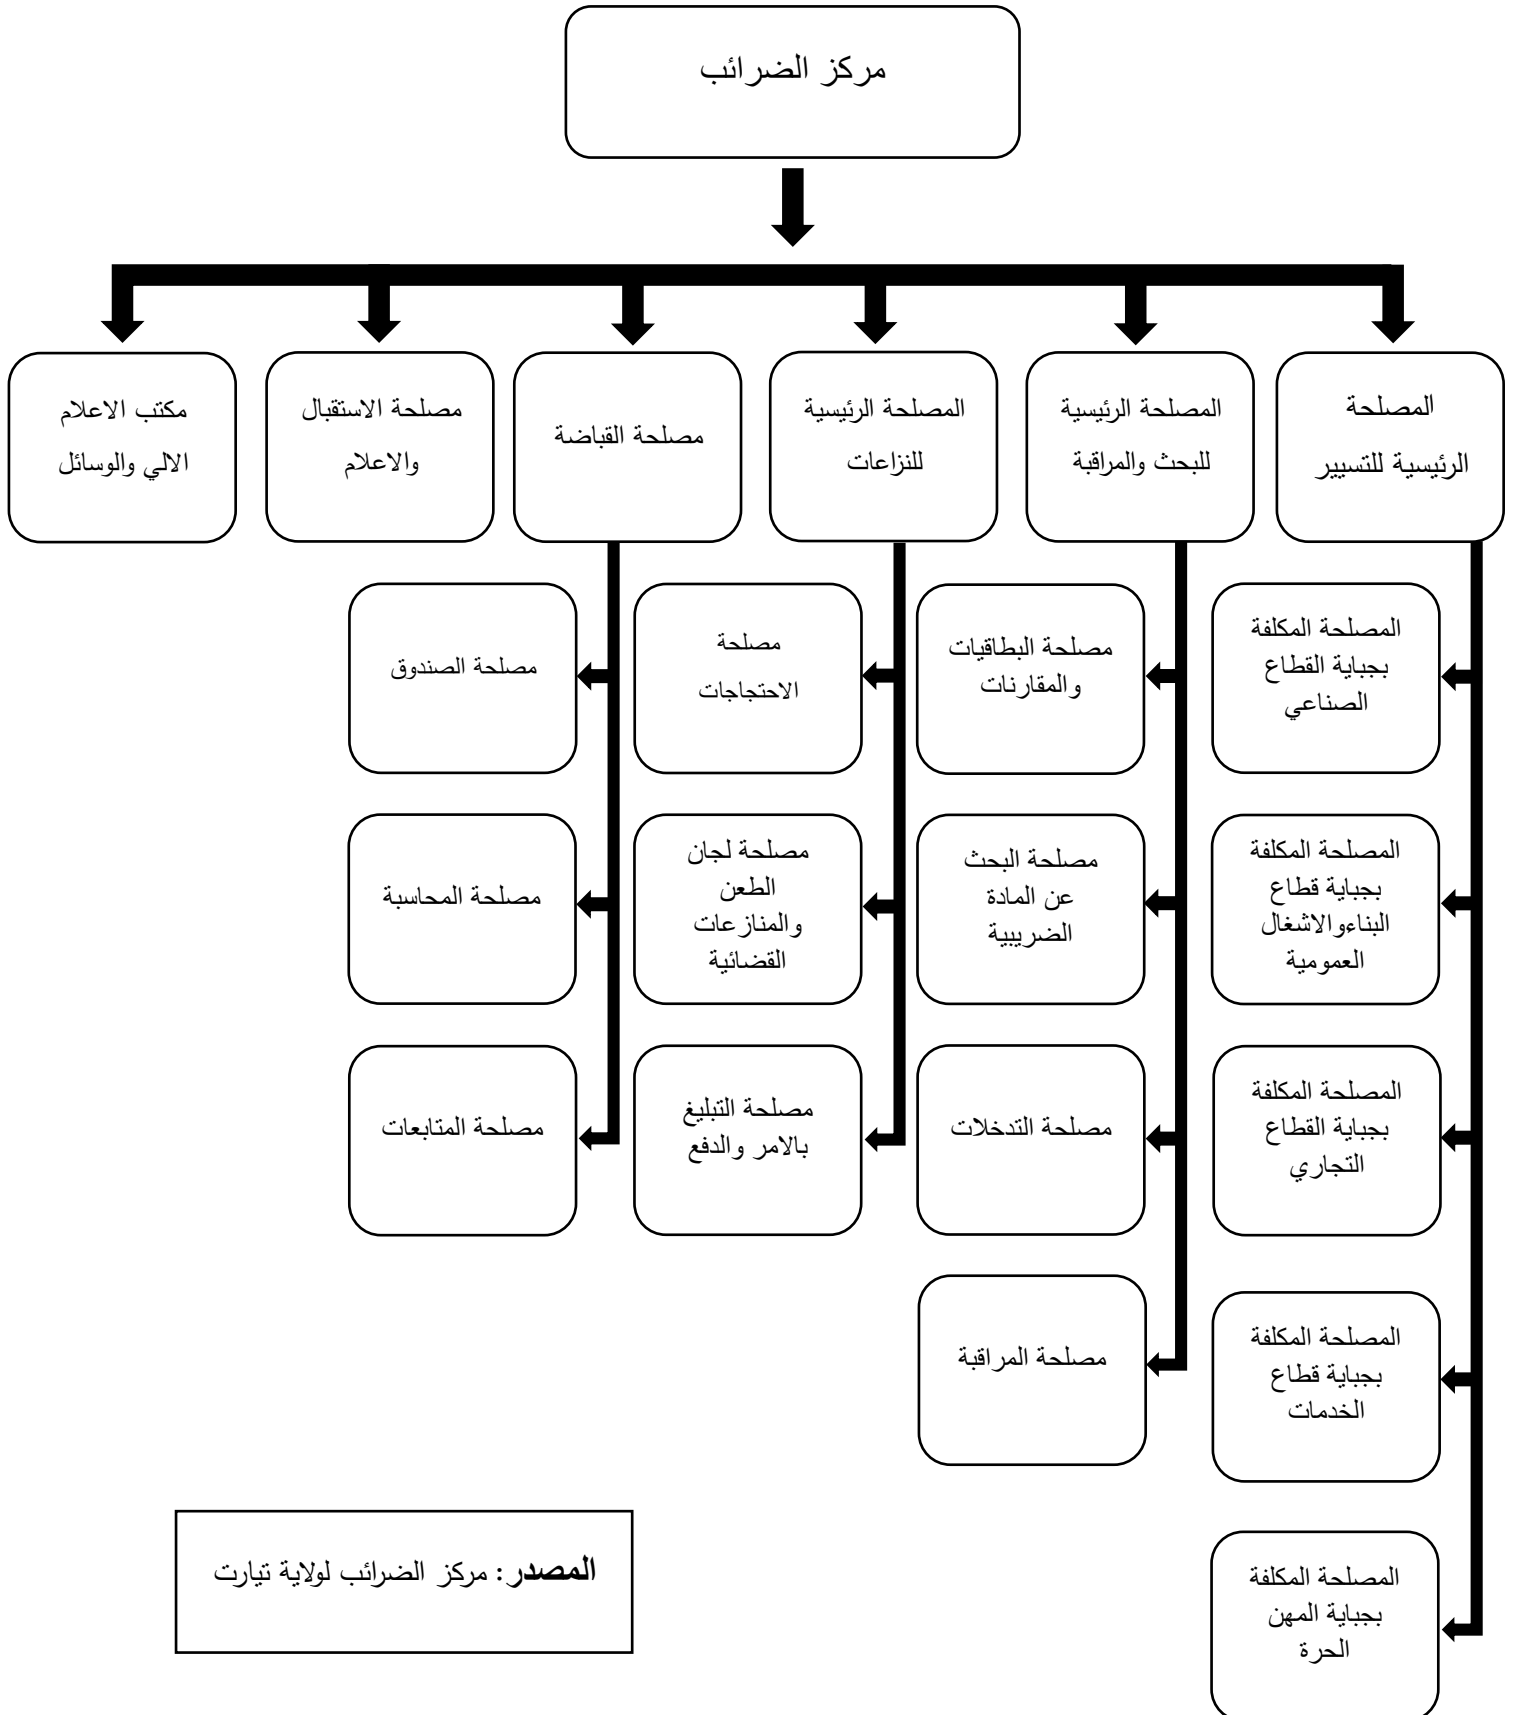 مركز الضرائب
المصلحة
الرئيسية للتسيير
المصلحة الرئيسية
للبحث والمراقبة
المصلحة الرئيسية
للنزاعات
مصلحة القباضة
مصلحة الاستقبال
والاعلام
مكتب الاعلام
الالي والوسائل
المصلحة المكلفة
بجباية القطاع
الصناعي
مصلحة البطاقيات
والمقارنات
مصلحة
الاحتجاجات
مصلحة الصندوق
المصلحة المكلفة
بجباية قطاع
البناءوالاشغال
العمومية
مصلحة البحث
عن المادة
الضريبية
مصلحة لجان
الطعن
والمنازعات
القضائية
مصلحة المحاسبة
المصلحة المكلفة
بجباية القطاع
التجاري
مصلحة التدخلات
مصلحة التبليغ
بالامر والدفع
مصلحة المتابعات
المصلحة المكلفة
بجباية قطاع
الخدمات
مصلحة المراقبة
المصلحة المكلفة
بجباية المهن
الحرة
المصدر: مركز الضرائب لولاية تيارت